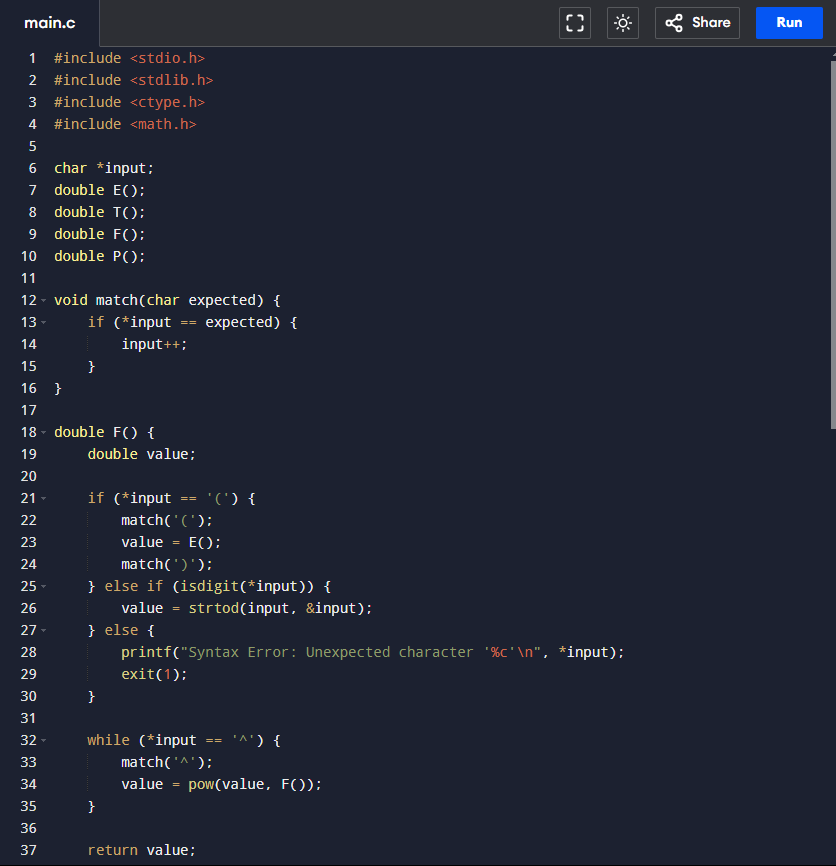 main.c
Share
Run
1 #include <stdio.h>
2 #include <stdlib.h>
3 #include <ctype.h>
4 #include <math.h>
5
6 char *input;
7 double E();
8 double T();
9 double F();
10 double P();
11
12 void match(char expected) {
13     if (*input == expected) {
14         input++;
15     }
16 }
17
18 double F() {
19     double value;
20
21     if (*input == '(') {
22         match('(');
23         value = E();
24         match(')');
25     } else if (isdigit(*input)) {
26         value = strtod(input, &input);
27     } else {
28         printf("Syntax Error: Unexpected character '%c'\n", *input);
29         exit(1);
30     }
31
32     while (*input == '^') {
33         match('^');
34         value = pow(value, F());
35     }
36
37     return value;